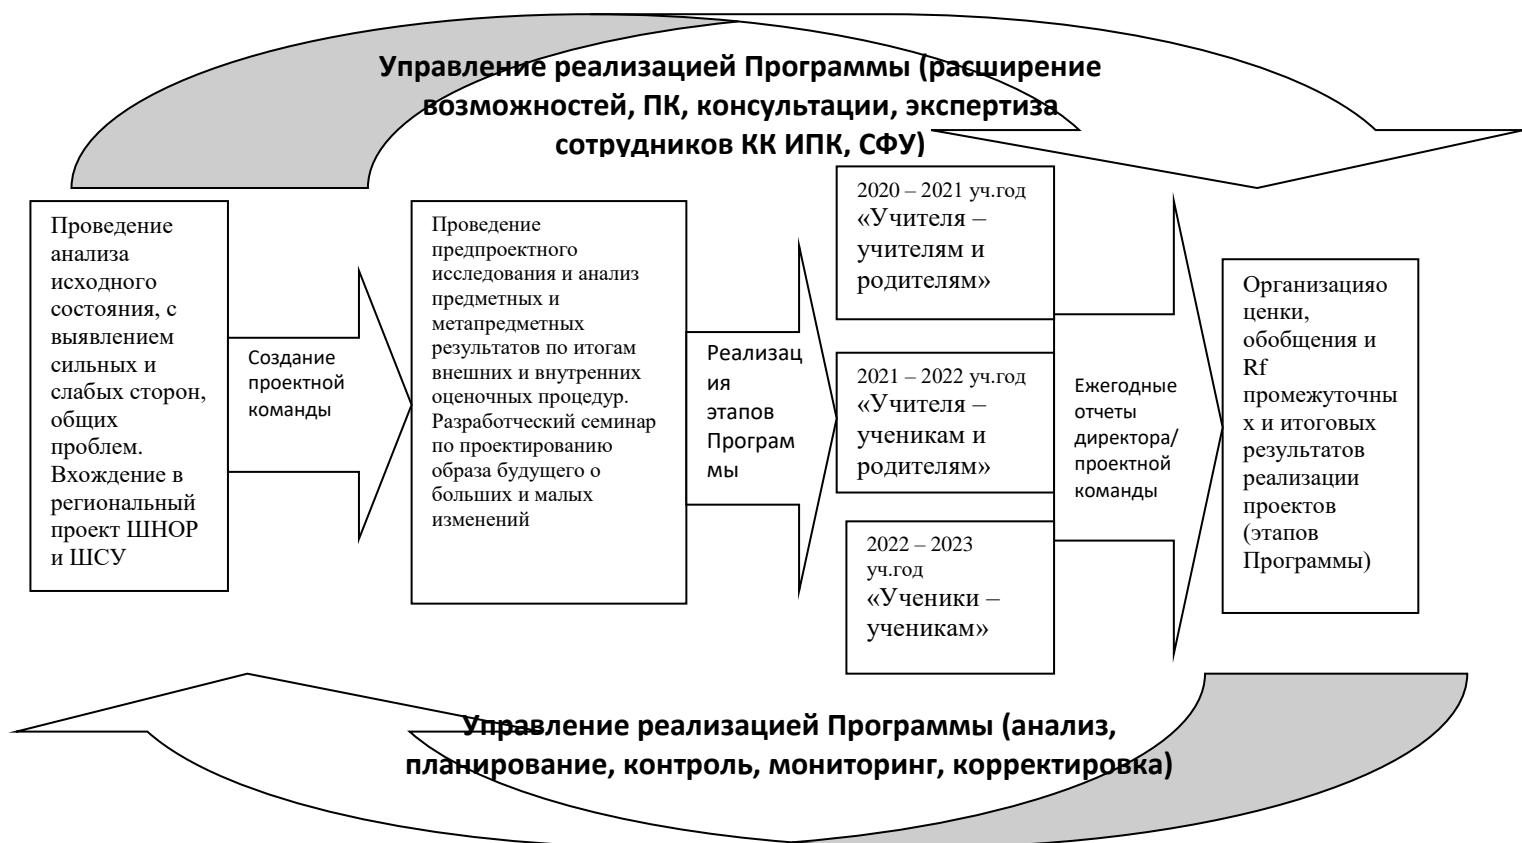 Управление реализацией Программы (расширение
возможностей, ПК, консультации, экспертиза
сотрудников КК ИПК, СФУ)
Проведение
анализа
исходного
состояния, с
выявлением
сильных и
слабых сторон,
общих
проблем.
Вхождение в
региональный
проект ШНОР
и ШСУ
Создание
проектной
команды
Проведение
предпроектного
исследования и анализ
предметных и
метапредметных
результатов по итогам
внешних и внутренних
оценочных процедур.
Разработческий семинар
по проектированию
образа будущего о
больших и малых
изменений
Реализац
ия
этапов
Програм
мы
2020 – 2021 уч.год
«Учителя –
учителям и
родителям»
2021 – 2022 уч.год
«Учителя –
ученикам и
родителям»
2022 – 2023
уч.год
«Ученики –
ученикам»
Ежегодные
отчеты
директора/
проектной
команды
Организацияо
ценки,
обобщения и
Rf
промежуточны
х и итоговых
результатов
реализации
проектов
(этапов
Программы)
Управление реализацией Программы (анализ,
планирование, контроль, мониторинг, корректировка)